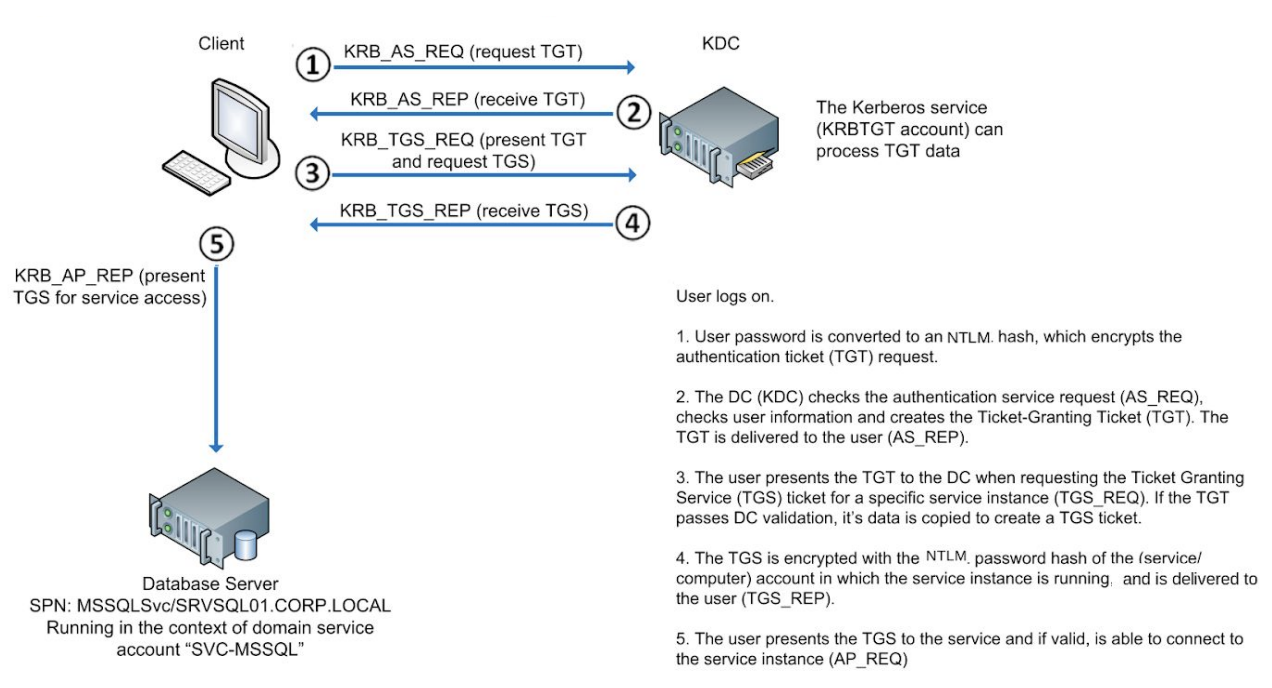 Client
KDC
1
KRB_AS_REQ (request TGT)
KRB_AS_REP (receive TGT)
2
The Kerberos service
(KRBTGT account) can
process TGT data
KRB_TGS_REQ (present TGT
and request TGS)
3
KRB_TGS_REP (receive TGS)
4
5
KRB_AP_REP (present
TGS for service access)
Database Server
SPN: MSSQLSvc/SRVSQL01.CORP.LOCAL
Running in the context of domain service
account “SVC-MSSQL”
User logs on.
1. User password is converted to an NTLM. hash, which encrypts the
authentication ticket (TGT) request.
2. The DC (KDC) checks the authentication service request (AS_REQ),
checks user information and creates the Ticket-Granting Ticket (TGT). The
TGT is delivered to the user (AS_REP).
3. The user presents the TGT to the DC when requesting the Ticket Granting
Service (TGS) ticket for a specific service instance (TGS_REQ). If the TGT
passes DC validation, it’s data is copied to create a TGS ticket.
4. The TGS is encrypted with the NTLM. password hash of the (service/
computer) account in which the service instance is running, and is delivered to
the user (TGS_REP).
5. The user presents the TGS to the service and if valid, is able to connect to
the service instance (AP_REQ)